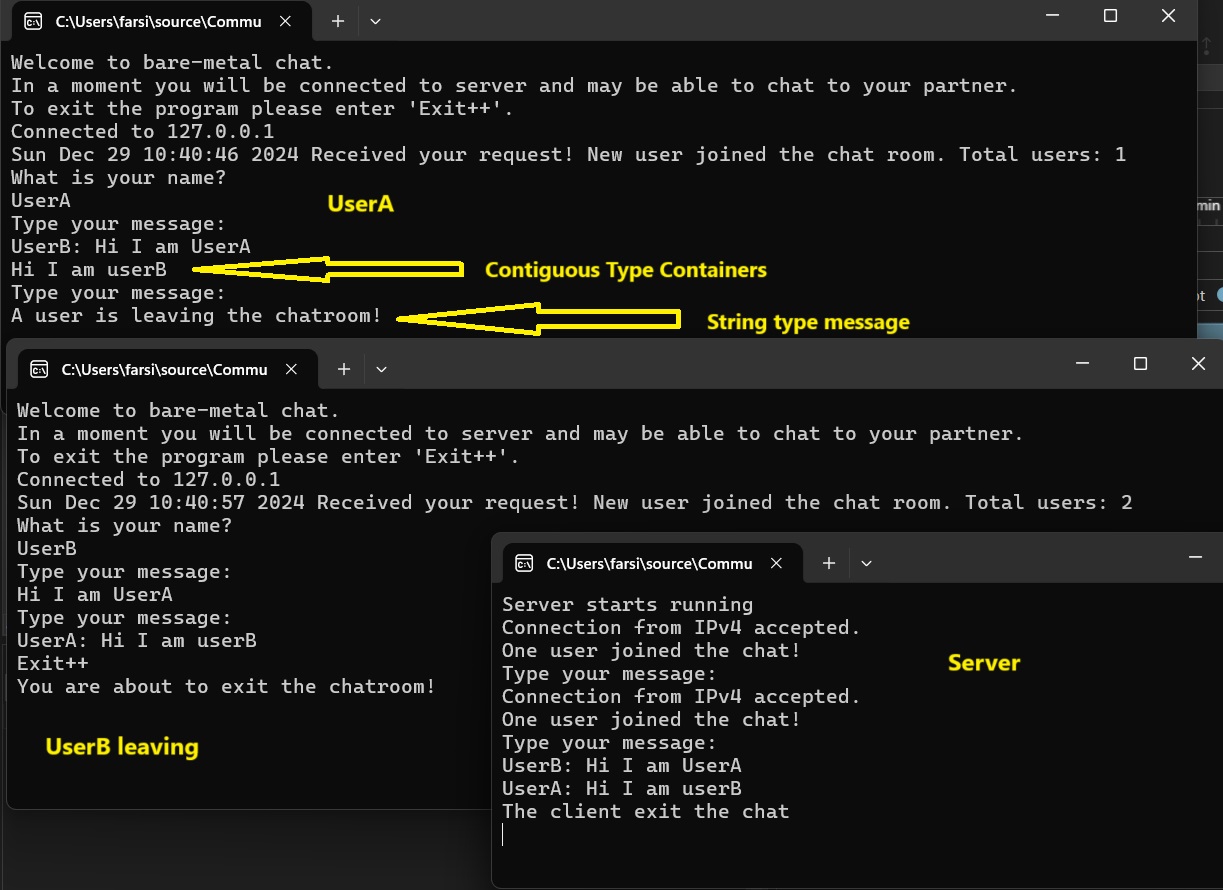 C:\Users\farsi\source\Commu
Welcome to bare-metal chat.
In a moment you will be connected to server and may be able to chat to your partner.
To exit the program please enter 'Exit++'.
Connected to 127.0.0.1
Sun Dec 29 10:40:46 2024 Received your request! New user joined the chat room. Total users: 1
What is your name?
UserA
UserA
Type your message:
UserB: Hi I am UserA
Hi I am userB
Contiguous Type Containers
Type your message:
A user is leaving the chatroom!
String type message
min
C:\Users\farsi\source\Commu
Welcome to bare-metal chat.
In a moment you will be connected to server and may be able to chat to your partner.
To exit the program please enter 'Exit++'.
Connected to 127.0.0.1
Sun Dec 29 10:40:57 2024 Received your request! New user joined the chat room. Total users: 2
What is your name?
UserB
Type your message:
Hi I am UserA
Type your message:
UserA: Hi I am userB
Exit++
You are about to exit the chatroom!
UserB leaving
C:\Users\farsi\source\Commu
Server starts running
Connection from IPv4 accepted.
One user joined the chat!
Type your message:
Connection from IPv4 accepted.
One user joined the chat!
Type your message:
UserB: Hi I am UserA
UserA: Hi I am userB
The client exit the chat
Server